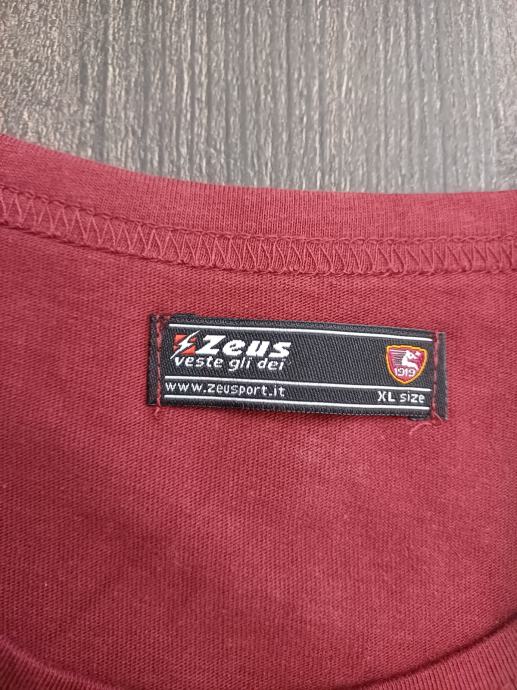 Zeus
veste gli dei
1919
www.zeusport.it
XL size